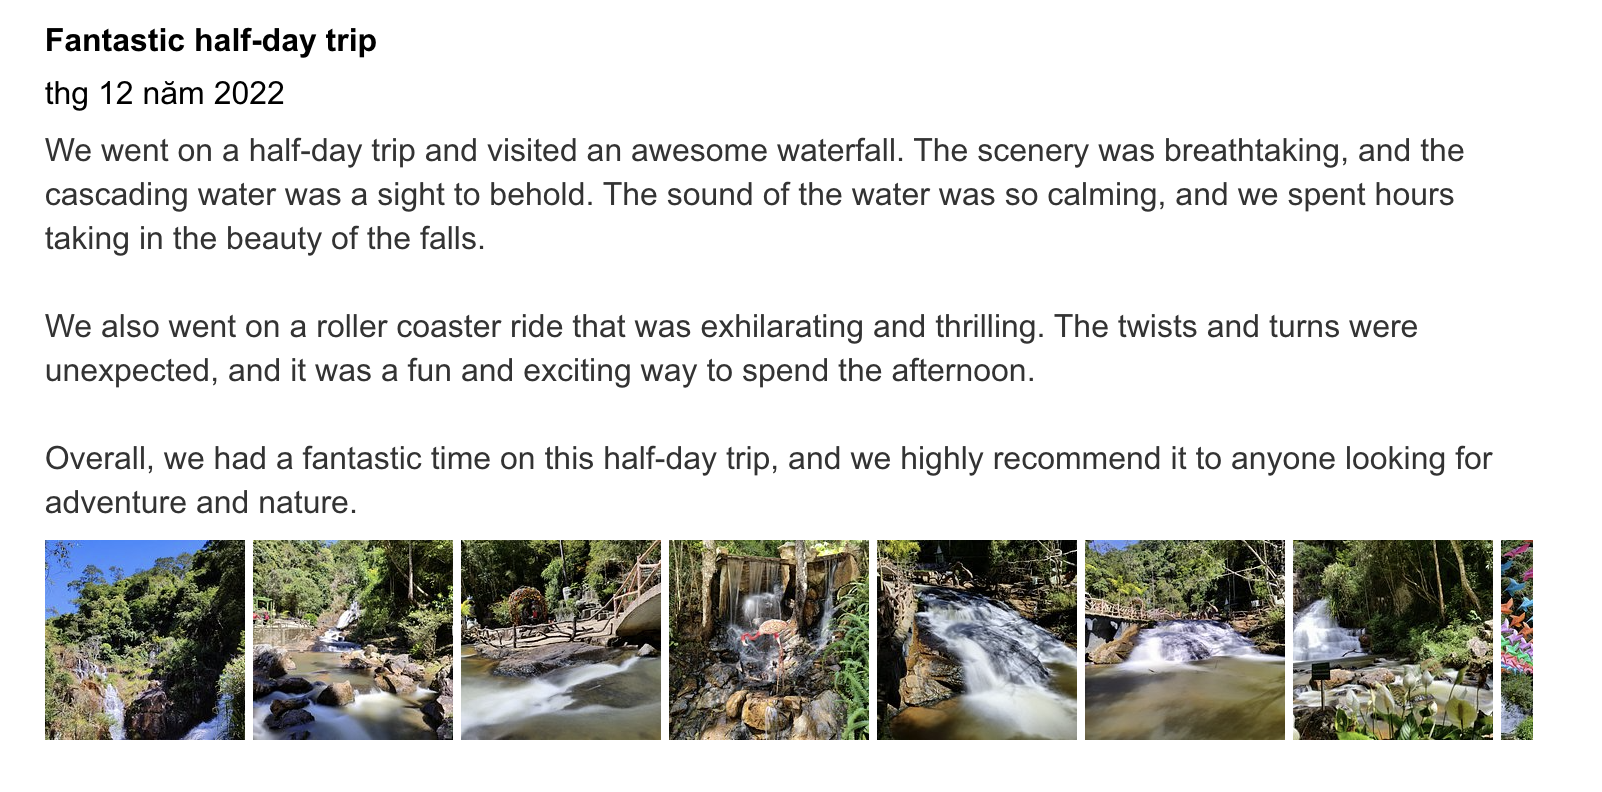 Fantastic half-day trip
thg 12 năm 2022
We went on a half-day trip and visited an awesome waterfall. The scenery was breathtaking, and the
cascading water was a sight to behold. The sound of the water was so calming, and we spent hours
taking in the beauty of the falls.
We also went on a roller coaster ride that was exhilarating and thrilling. The twists and turns were
unexpected, and it was a fun and exciting way to spend the afternoon.
Overall, we had a fantastic time on this half-day trip, and we highly recommend it to anyone looking for
adventure and nature.